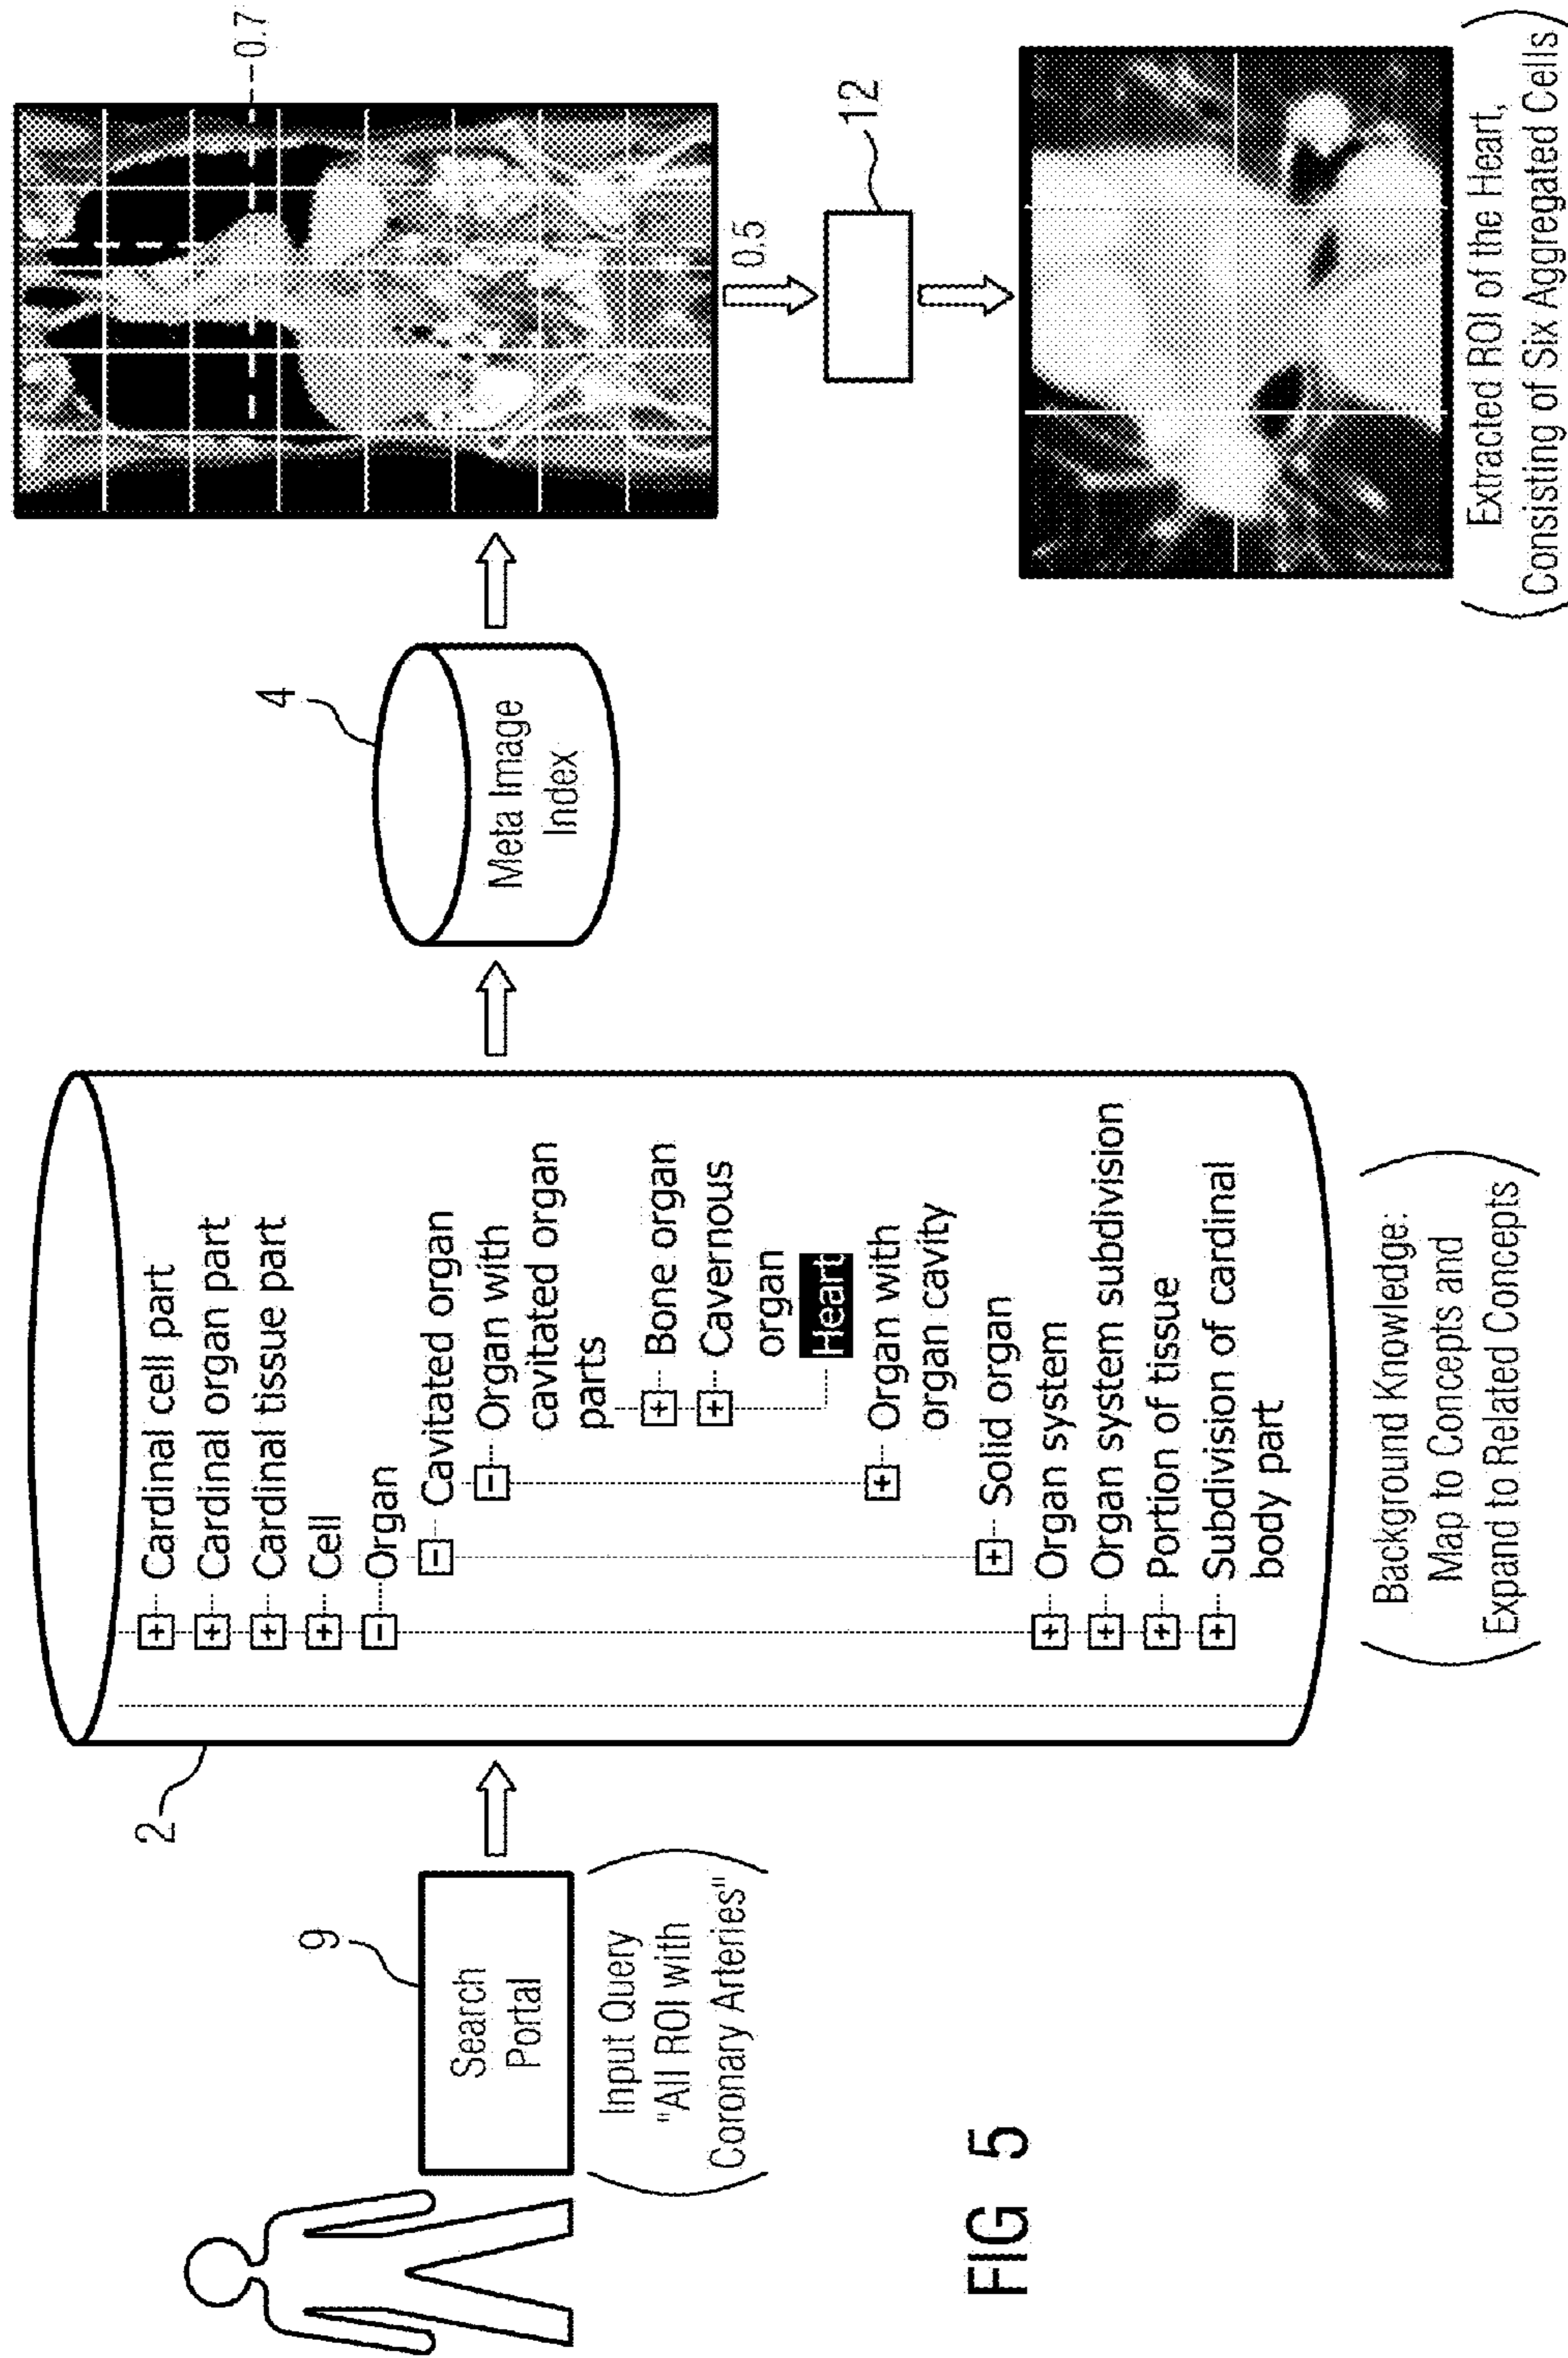 9
Search
Portal
Input Query
"All ROI with
Coronary Arteries"
2
+ Cardinal cell part
+ Cardinal organ part
+ Cardinal tissue part
+ Cell
− Organ
− Cavitated organ
− Organ with
cavitated organ
parts
+ Bone organ
+ Cavernous
organ
Heart
+ Organ with
organ cavity
+ Solid organ
+ Organ system
+ Organ system subdivision
+ Portion of tissue
+ Subdivision of cardinal
body part
Background Knowledge:
Map to Concepts and
Expand to Related Concepts
4
Meta Image
Index
0.7
0.5
12
Extracted ROI of the Heart,
Consisting of Six Aggregated Cells
FIG 5